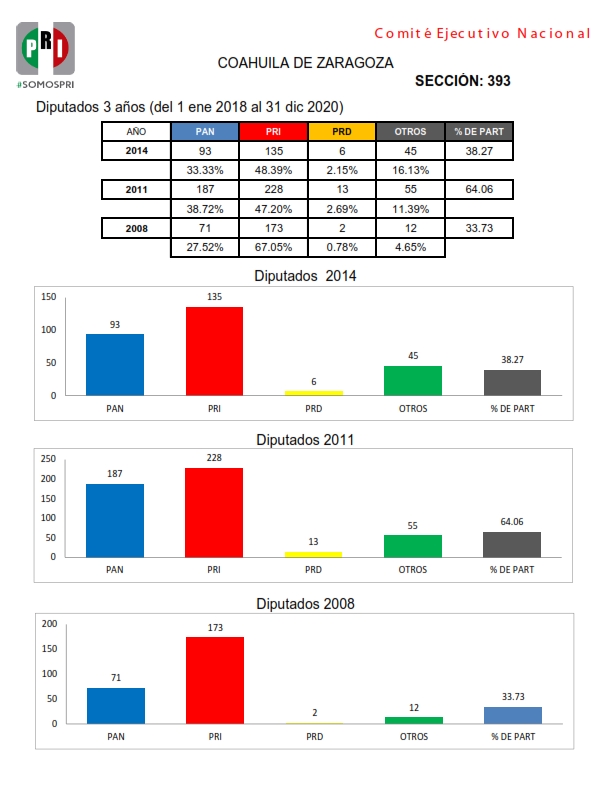 Comité Ejecutivo Nacional
PRI
#SOMOSPRI
COAHUILA DE ZARAGOZA
SECCIÓN: 393
Diputados 3 años (del 1 ene 2018 al 31 dic 2020)
AÑO PAN PRI PRD OTROS % DE PART
2014 93 135 6 45 38.27
33.33% 48.39% 2.15% 16.13%
2011 187 228 13 55 64.06
38.72% 47.20% 2.69% 11.39%
2008 71 173 2 12 33.73
27.52% 67.05% 0.78% 4.65%
Diputados 2014
150
100
50
0
93 135 6 45 38.27
PAN PRI PRD OTROS % DE PART
Diputados 2011
250
200
150
100
50
0
187 228 13 55 64.06
PAN PRI PRD OTROS % DE PART
Diputados 2008
200
150
100
50
0
71 173 2 12 33.73
PAN PRI PRD OTROS % DE PART